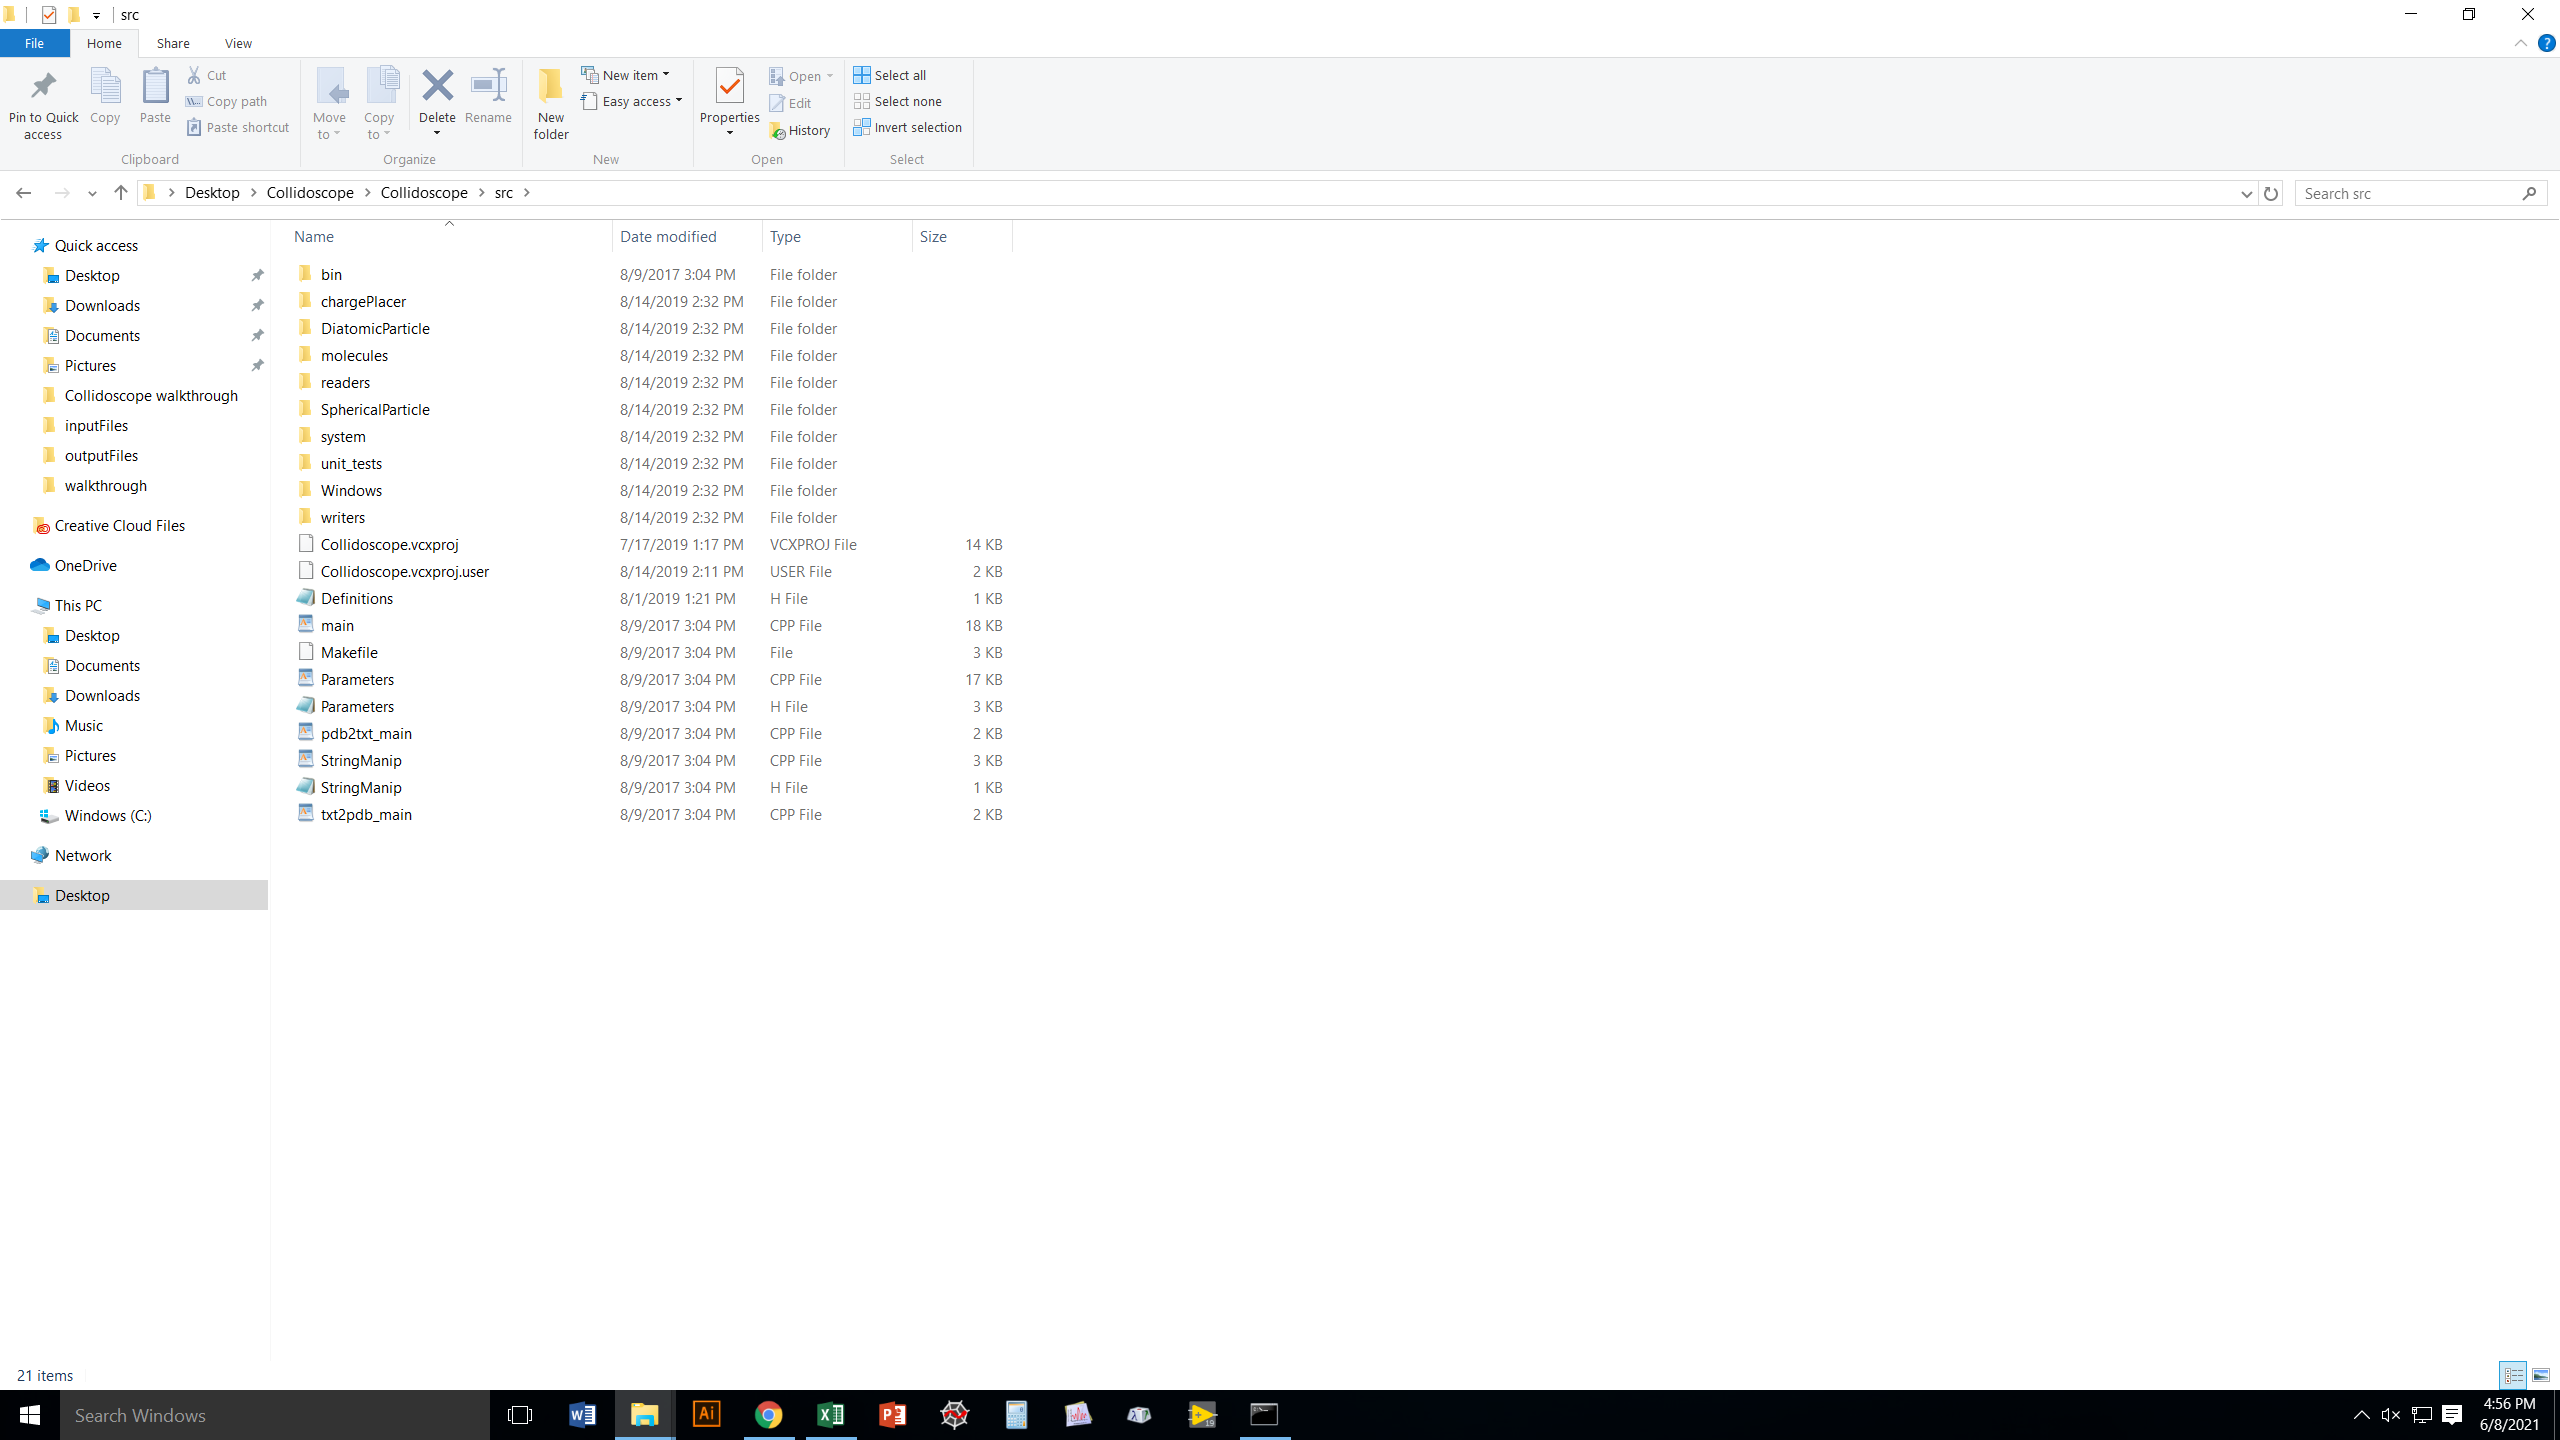 src
File Home Share View
Pin to Quick access
Copy
Paste
Cut
Copy path
Paste shortcut
Clipboard
Move to
Copy to
Delete
Rename
Organize
New folder
New item
Easy access
New
Properties
Open
Edit
History
Open
Select all
Select none
Invert selection
Select
Desktop Collidoscope Collidoscope src
Search src
Quick access
Desktop
Downloads
Documents
Pictures
Collidoscope walkthrough
inputFiles
outputFiles
walkthrough
Creative Cloud Files
OneDrive
This PC
Desktop
Documents
Downloads
Music
Pictures
Videos
Windows (C:)
Network
Desktop
Name Date modified Type Size
bin 8/9/2017 3:04 PM File folder
chargePlacer 8/14/2019 2:32 PM File folder
DiatomicParticle 8/14/2019 2:32 PM File folder
molecules 8/14/2019 2:32 PM File folder
readers 8/14/2019 2:32 PM File folder
SphericalParticle 8/14/2019 2:32 PM File folder
system 8/14/2019 2:32 PM File folder
unit_tests 8/14/2019 2:32 PM File folder
Windows 8/14/2019 2:32 PM File folder
writers 8/14/2019 2:32 PM File folder
Collidoscope.vcxproj 7/17/2019 1:17 PM VCXPROJ File 14 KB
Collidoscope.vcxproj.user 8/14/2019 2:11 PM USER File 2 KB
Definitions 8/1/2019 1:21 PM H File 1 KB
main 8/9/2017 3:04 PM CPP File 18 KB
Makefile 8/9/2017 3:04 PM File 3 KB
Parameters 8/9/2017 3:04 PM CPP File 17 KB
Parameters 8/9/2017 3:04 PM H File 3 KB
pdb2txt_main 8/9/2017 3:04 PM CPP File 2 KB
StringManip 8/9/2017 3:04 PM CPP File 3 KB
StringManip 8/9/2017 3:04 PM H File 1 KB
txt2pdb_main 8/9/2017 3:04 PM CPP File 2 KB
21 items
Search Windows
Ai
19
4:56 PM
6/8/2021